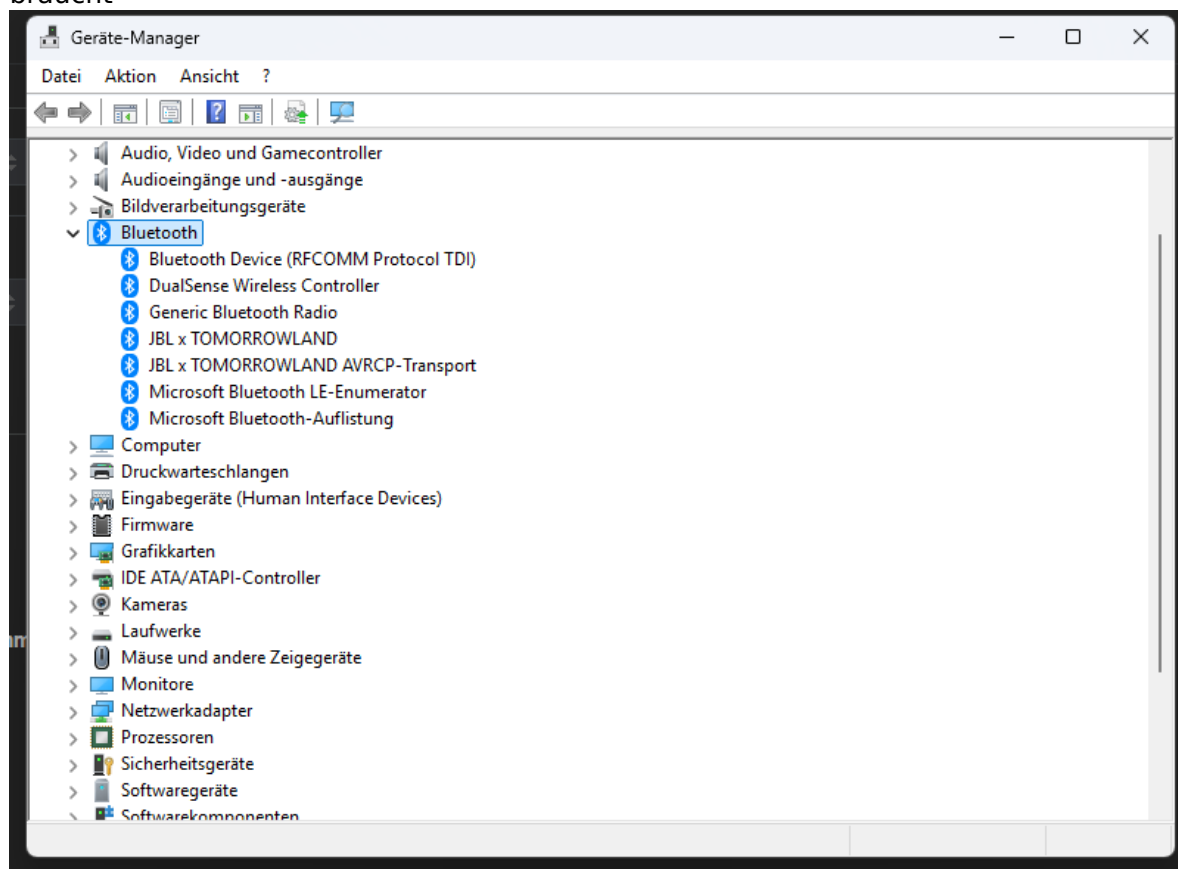 braucht
Geräte-Manager
Datei Aktion Ansicht ?
Audio, Video und Gamecontroller
Audioeingänge und -ausgänge
Bildverarbeitungsgeräte
Bluetooth
Bluetooth Device (RFCOMM Protocol TDI)
DualSense Wireless Controller
Generic Bluetooth Radio
JBL x TOMORROWLAND
JBL x TOMORROWLAND AVRCP-Transport
Microsoft Bluetooth LE-Enumerator
Microsoft Bluetooth-Auflistung
Computer
Druckwarteschlangen
Eingabegeräte (Human Interface Devices)
Firmware
Grafikkarten
IDE ATA/ATAPI-Controller
Kameras
Laufwerke
Mäuse und andere Zeigegeräte
Monitore
Netzwerkadapter
Prozessoren
Sicherheitsgeräte
Softwaregeräte
Softwarekomponenten